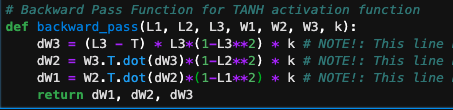 # Backward Pass Function for TANH activation function
def backward_pass(L1, L2, L3, W1, W2, W3, k):
dW3 = (L3 - T) * L3*(1-L3**2) * k # NOTE!: This line
dW2 = W3.T.dot(dW3)*(1-L2**2) * k # NOTE!: This line
dW1 = W2.T.dot(dW2)*(1-L1**2) * k # NOTE!: This line
return dW1, dW2, dW3